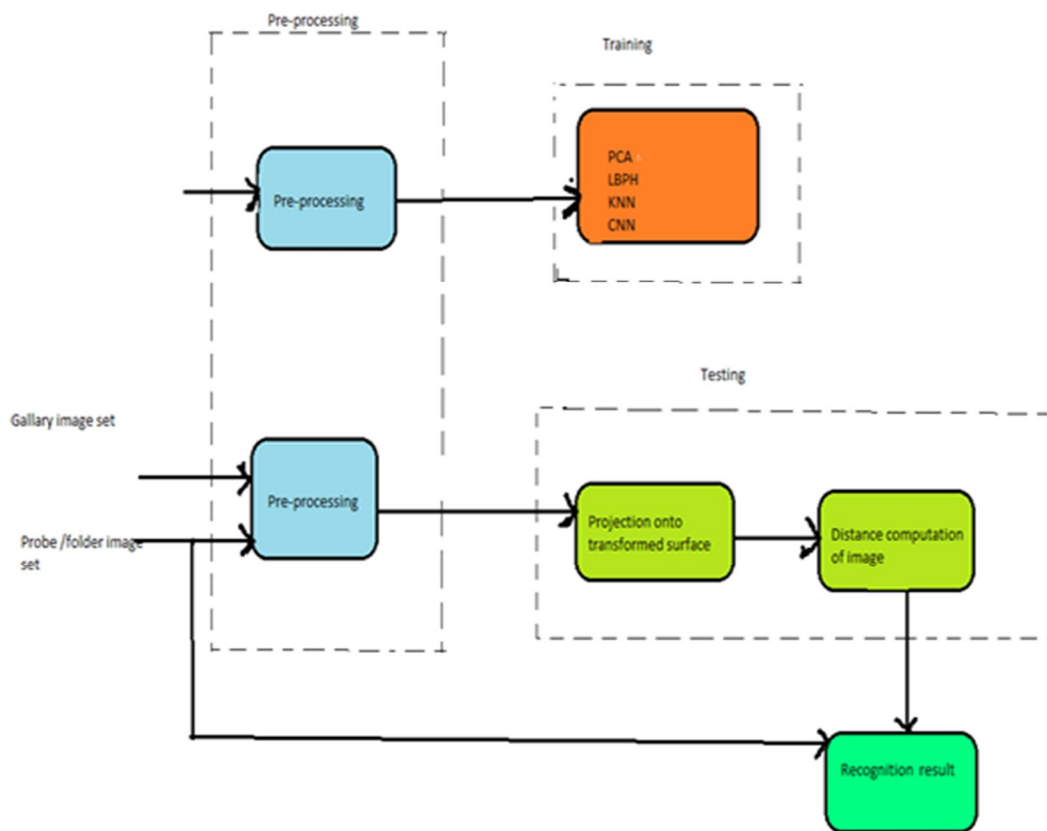 Pre-processing
Training
PCA
LBPH
KNN
CNN
Pre-processing
Testing
Gallary image set
Pre-processing
Projection onto
transformed surface
Distance computation
of image
Probe /folder image
set
Recognition result